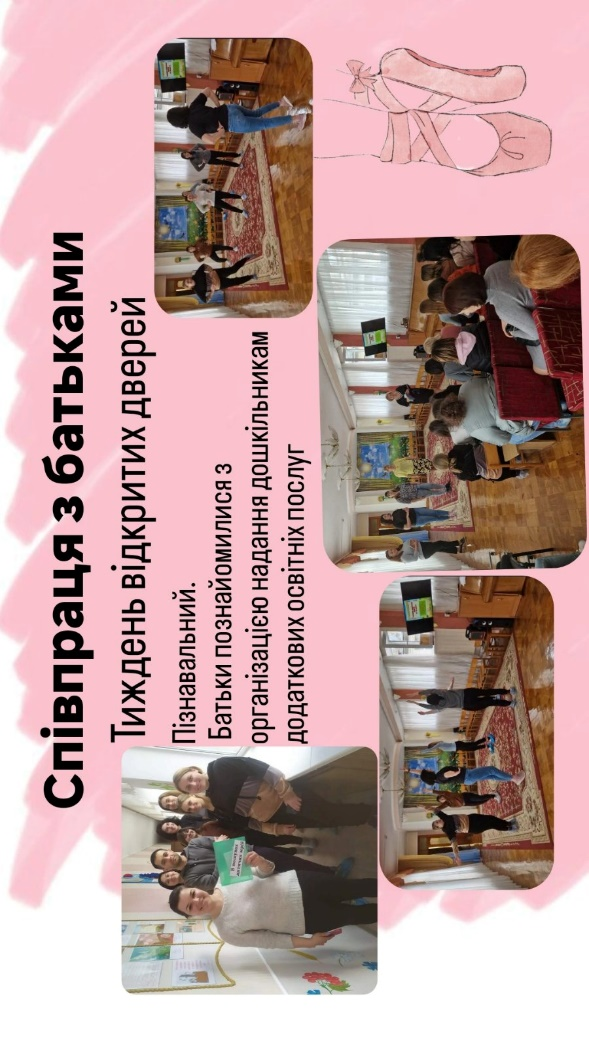 Співпраця з батьками
Тиждень відкритих дверей
Пізнавальний.
Батьки познайомилися з
організацією надання дошкільникам
додаткових освітніх послуг